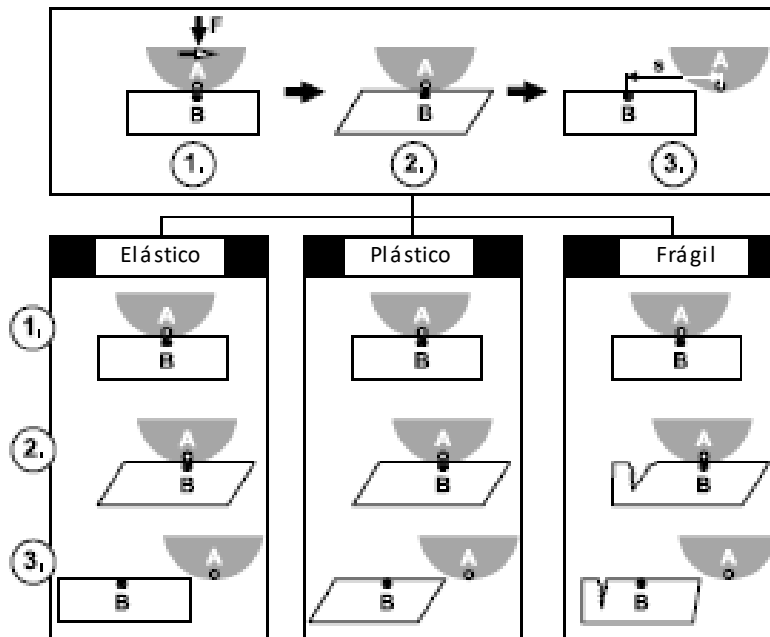 F
A A A
s
B B B
1. 2. 3.
Elástico Plástico Frágil
1. A A A
B B B
2. A A A
B B B
3. A A A
B B B